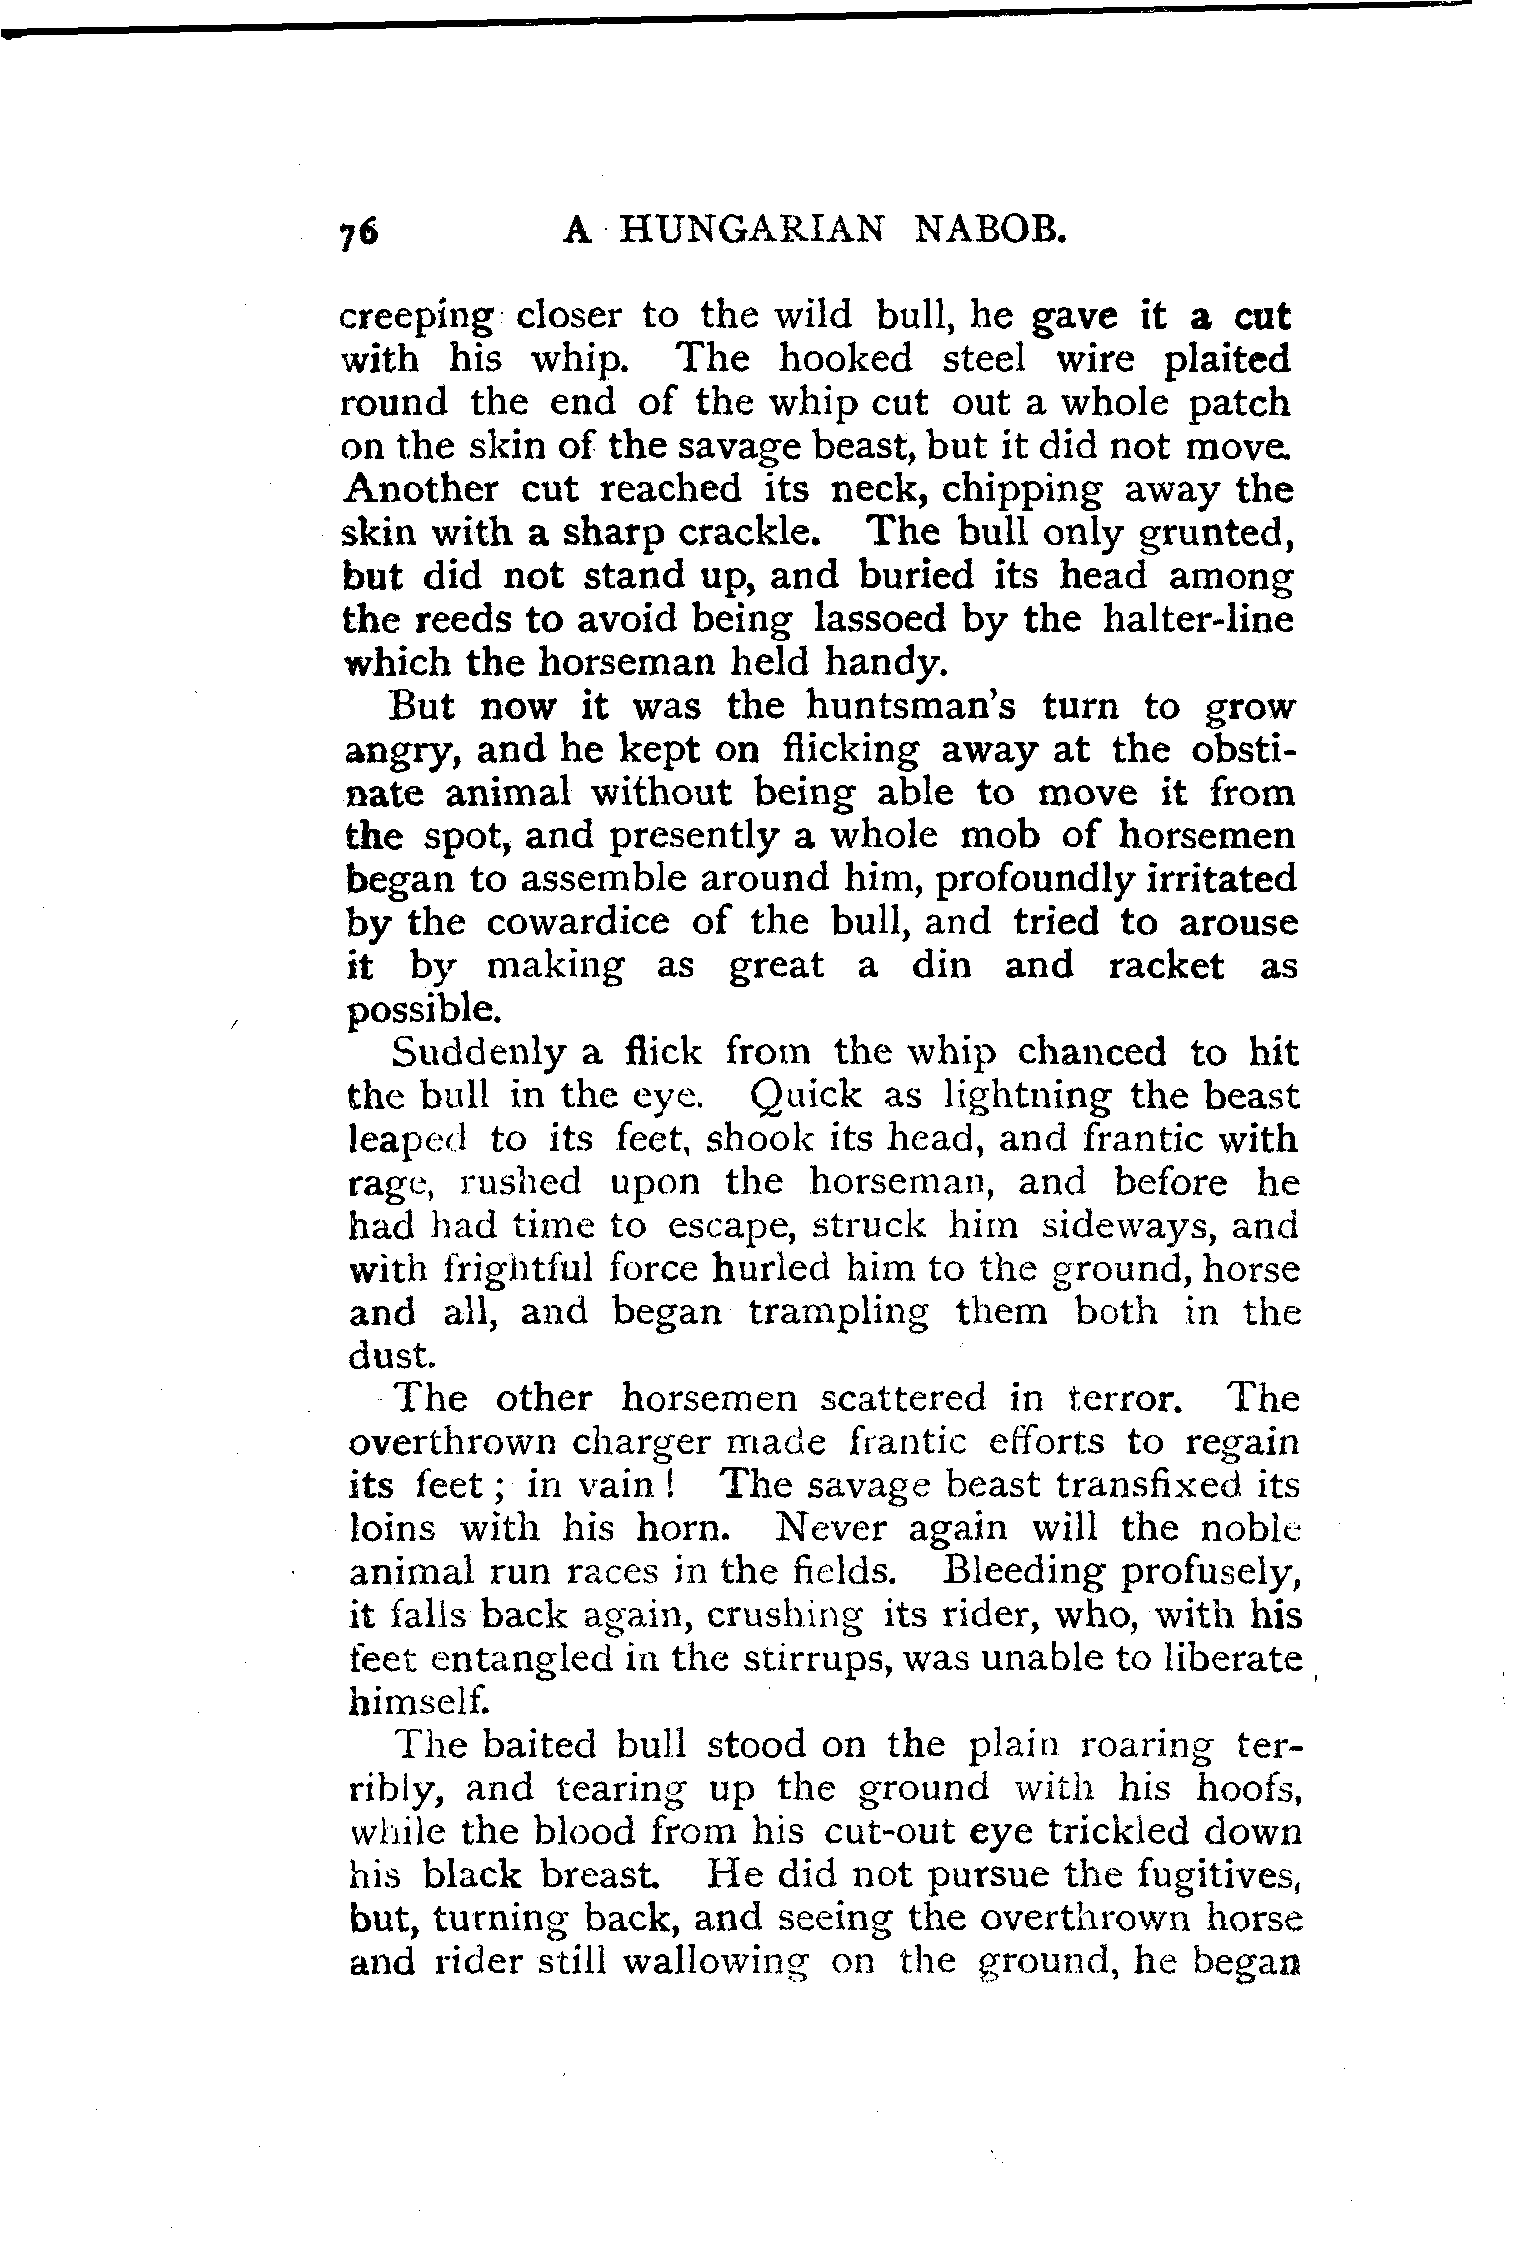 76 A HUNGARIAN NABOB.
creeping closer to the wild bull, he gave it a cut
with his whip. The hooked steel wire plaited
round the end of the whip cut out a whole patch
on the skin of the savage beast, but it did not move.
Another cut reached its neck, chipping away the
skin with a sharp crackle. The bull only grunted,
but did not stand up, and buried its head among
the reeds to avoid being lassoed by the halter-line
which the horseman held handy.
But now it was the huntsman's turn to grow
angry, and he kept on flicking away at the obsti-
nate animal without being able to move it from
the spot, and presently a whole mob of horsemen
began to assemble around him, profoundly irritated
by the cowardice of the bull, and tried to arouse
it by making as great a din and racket as
possible.
Suddenly a flick from the whip chanced to hit
the bull in the eye. Quick as lightning the beast
leaped to its feet, shook its head, and frantic with
rage, rushed upon the horseman, and before he
had had time to escape, struck him sideways, and
with frightful force hurled him to the ground, horse
and all, and began trampling them both in the
dust.
The other horsemen scattered in terror. The
overthrown charger made frantic efforts to regain
its feet; in vain! The savage beast transfixed its
loins with his horn. Never again will the noble
animal run races in the fields. Bleeding profusely,
it falls back again, crushing its rider, who, with his
feet entangled in the stirrups, was unable to liberate
himself.
The baited bull stood on the plain roaring ter-
ribly, and tearing up the ground with his hoofs,
while the blood from his cut-out eye trickled down
his black breast. He did not pursue the fugitives,
but, turning back, and seeing the overthrown horse
and rider still wallowing on the ground, he began